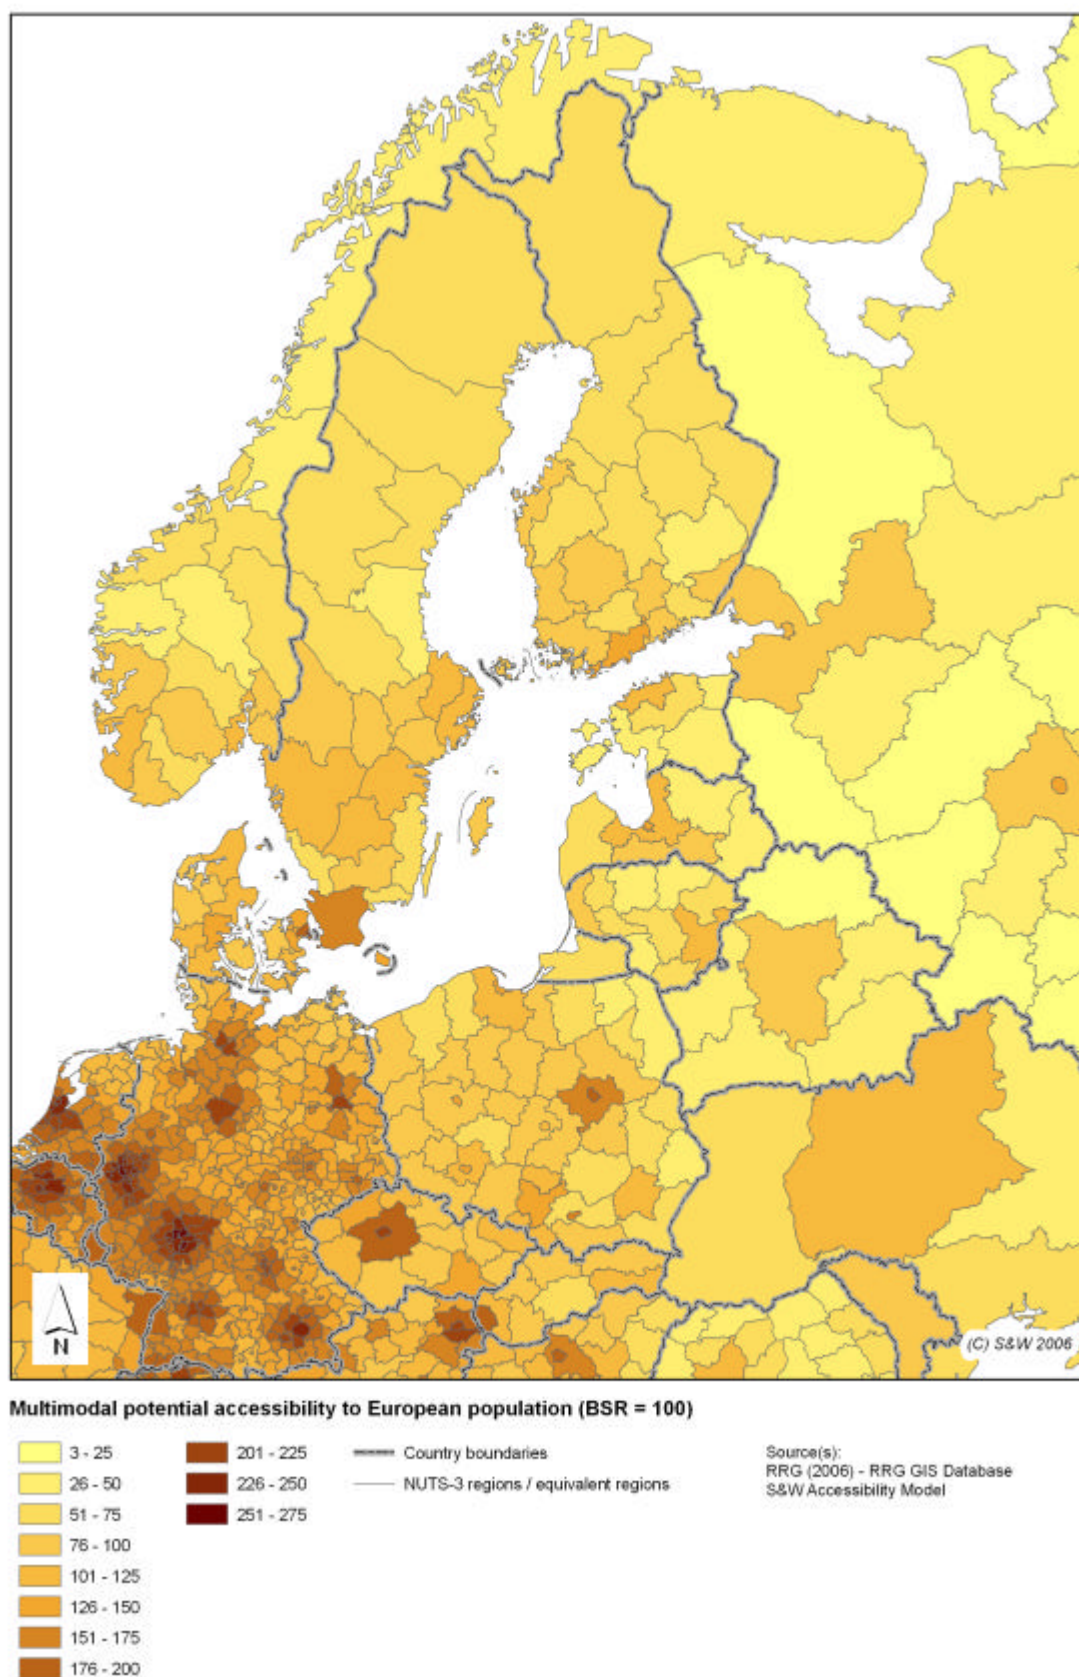 N
(C) S&W 2006
Multimodal potential accessibility to European population (BSR = 100)
3 - 25
26 - 50
51 - 75
76 - 100
101 - 125
126 - 150
151 - 175
176 - 200
201 - 225
226 - 250
251 - 275
Country boundaries
NUTS-3 regions / equivalent regions
Source(s):
RRG (2006) - RRG GIS Database
S&W Accessibility Model